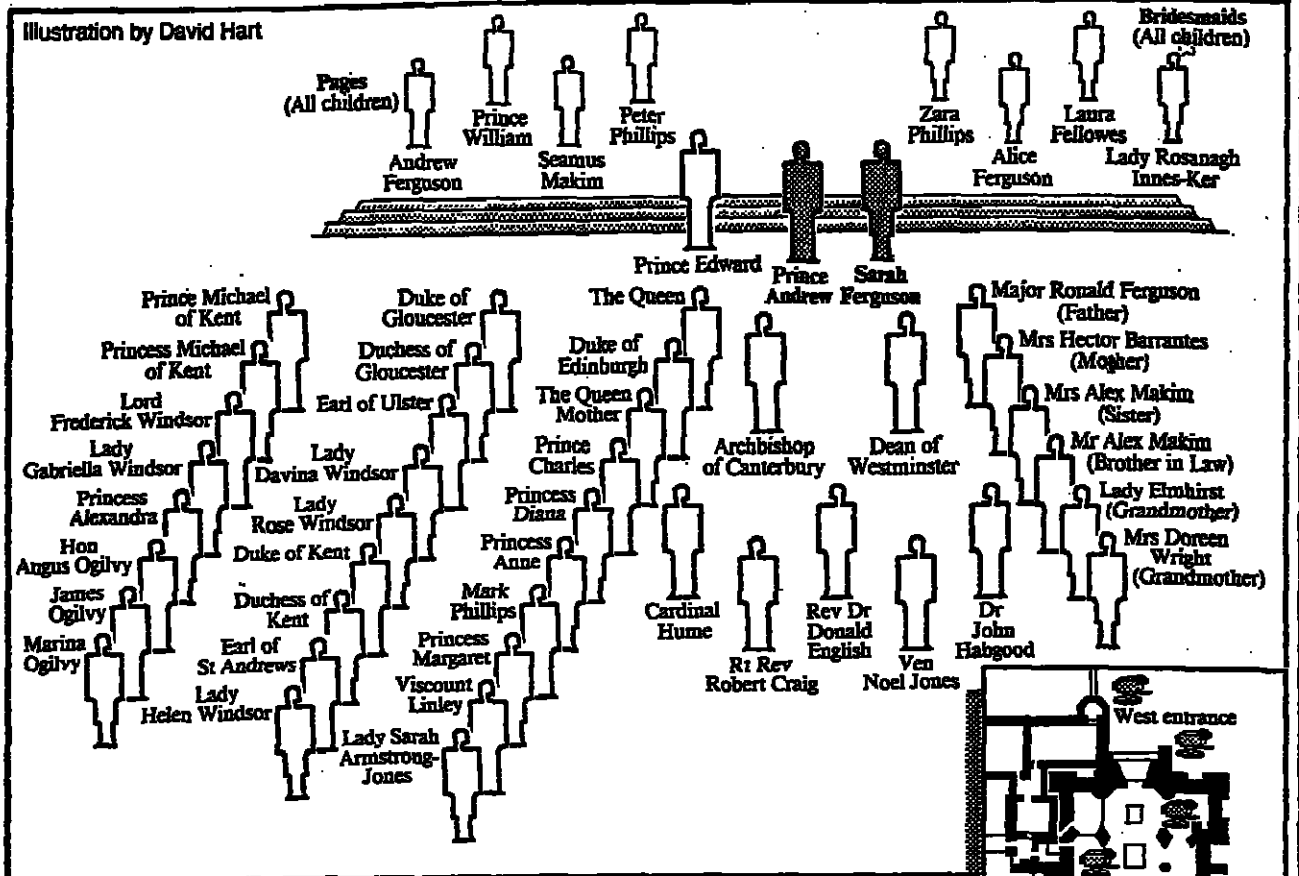 Illustration by David Hart
Pages
(All children)
Andrew
Ferguson
Prince
William
Seamus
Makim
Peter
Phillips
Zara
Phillips
Alice
Ferguson
Laura
Fellowes
Bridesmaids
(All children)
Lady Rosanagh
Innes-Ker
Prince Edward
Prince
Andrew
Sarah
Ferguson
Prince Michael
of Kent
Princess Michael
of Kent
Lord
Frederick Windsor
Lady
Gabriella Windsor
Princess
Alexandra
Hon
Angus Ogilvy
James
Ogilvy
Marina
Ogilvy
Duke of
Gloucester
Duchess of
Gloucester
Earl of Ulster
Lady
Davina Windsor
Lady
Rose Windsor
Duke of Kent
Duchess of
Kent
Earl of
St Andrews
Lady
Helen Windsor
The Queen
Duke of
Edinburgh
The Queen
Mother
Prince
Charles
Princess
Diana
Princess
Anne
Mark
Phillips
Princess
Margaret
Viscount
Linley
Lady Sarah
Armstrong-
Jones
Archbishop
of Canterbury
Dean of
Westminster
Cardinal
Hume
Rt Rev
Robert Craig
Rev Dr
Donald
English
Ven
Noel Jones
Dr
John
Habgood
Major Ronald Ferguson
(Father)
Mrs Hector Barrantes
(Mother)
Mrs Alex Makim
(Sister)
Mr Alex Makim
(Brother in Law)
Lady Elmhirst
(Grandmother)
Mrs Doreen
Wright
(Grandmother)
West entrance